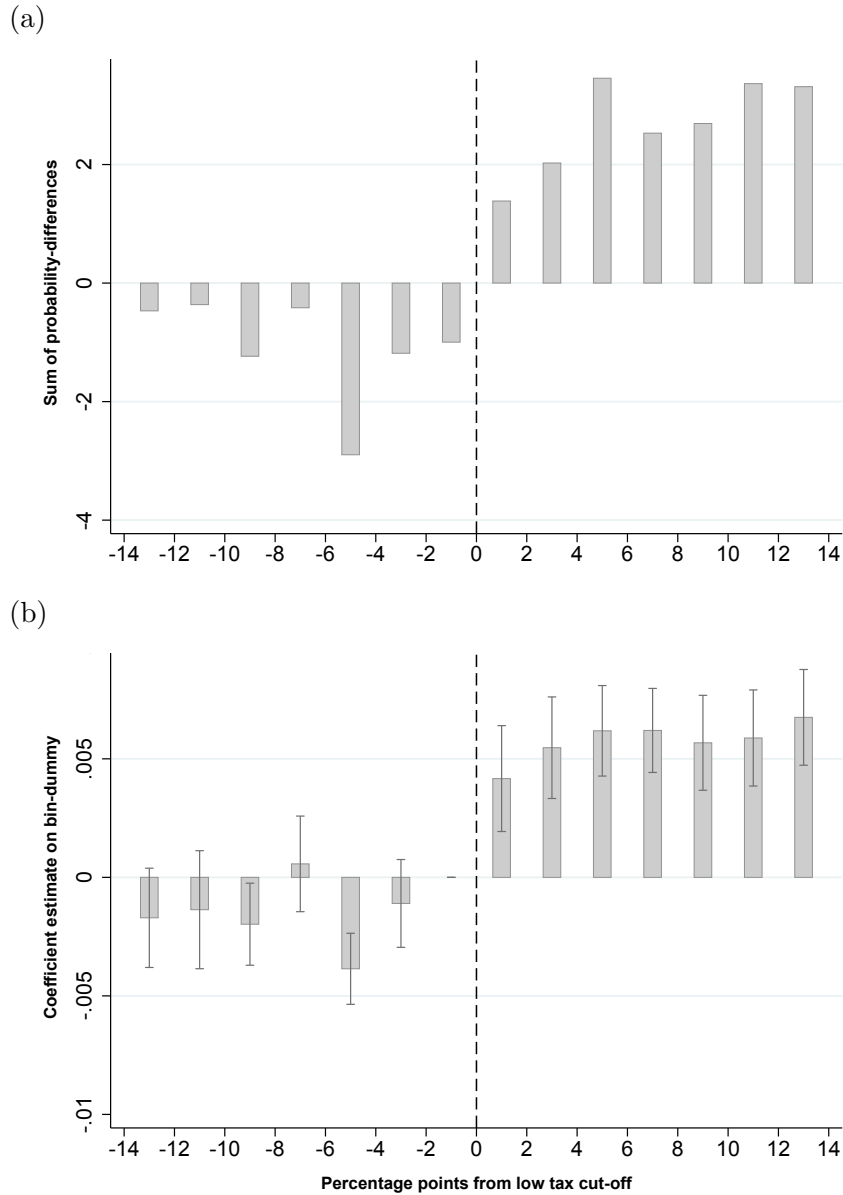 (a)
Sum of probability-differences
2
0
-2
-4
-14 -12 -10 -8 -6 -4 -2 0 2 4 6 8 10 12 14
(b)
Coefficient estimate on bin-dummy
.005
0
-.005
-.01
-14 -12 -10 -8 -6 -4 -2 0 2 4 6 8 10 12 14
Percentage points from low tax cut-off